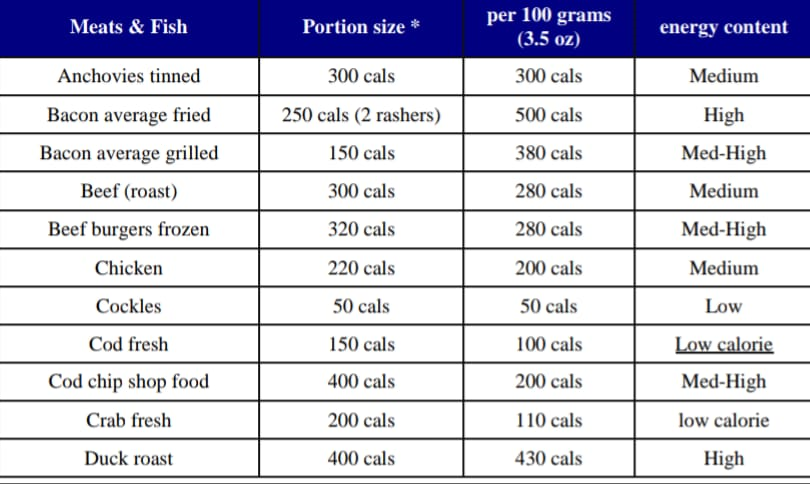 Meats & Fish Portion size * per 100 grams (3.5 oz) energy content
Anchovies tinned 300 cals 300 cals Medium
Bacon average fried 250 cals (2 rashers) 500 cals High
Bacon average grilled 150 cals 380 cals Med-High
Beef (roast) 300 cals 280 cals Medium
Beef burgers frozen 320 cals 280 cals Med-High
Chicken 220 cals 200 cals Medium
Cockles 50 cals 50 cals Low
Cod fresh 150 cals 100 cals Low calorie
Cod chip shop food 400 cals 200 cals Med-High
Crab fresh 200 cals 110 cals low calorie
Duck roast 400 cals 430 cals High